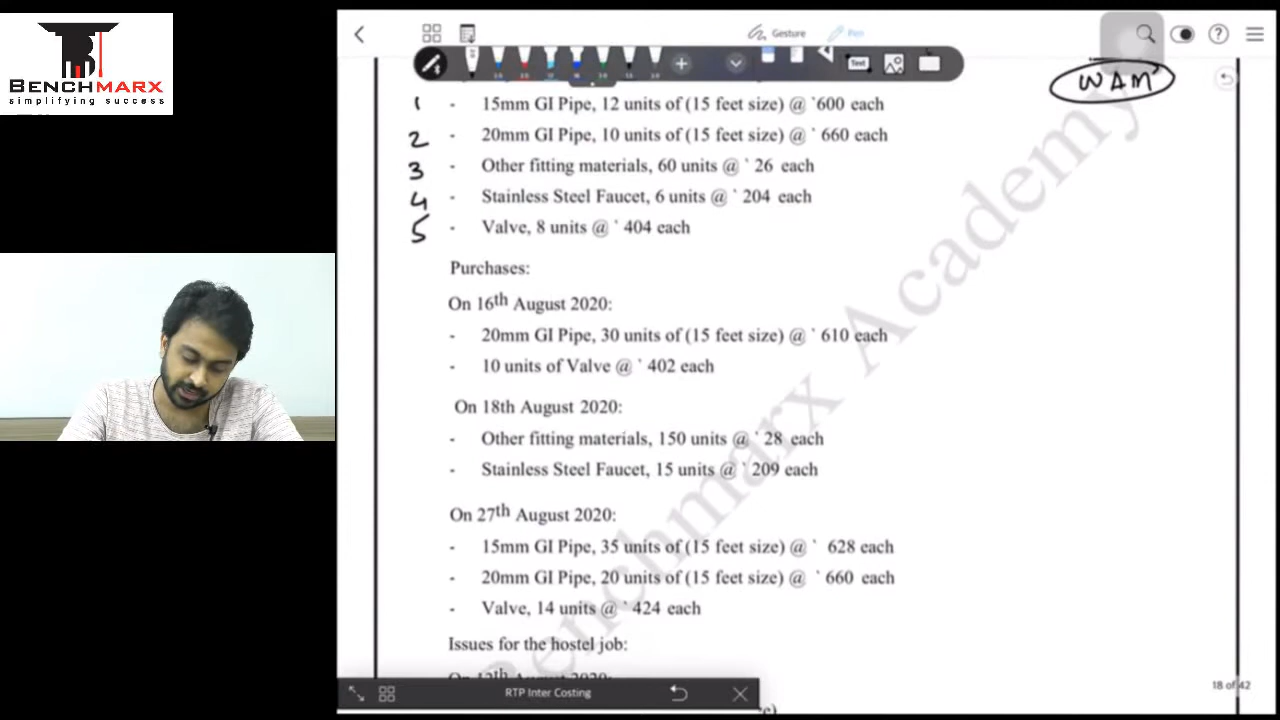 BENCHMARX
simplifying success
Gesture
Pen
Text
WAM
1 - 15mm GI Pipe, 12 units of (15 feet size) @ `600 each
2 - 20mm GI Pipe, 10 units of (15 feet size) @ ` 660 each
3 - Other fitting materials, 60 units @ ` 26 each
4 - Stainless Steel Faucet, 6 units @ ` 204 each
5 - Valve, 8 units @ ` 404 each
Purchases:
On 16th August 2020:
- 20mm GI Pipe, 30 units of (15 feet size) @ ` 610 each
- 10 units of Valve @ ` 402 each
On 18th August 2020:
- Other fitting materials, 150 units @ ` 28 each
- Stainless Steel Faucet, 15 units @ ` 209 each
On 27th August 2020:
- 15mm GI Pipe, 35 units of (15 feet size) @ ` 628 each
- 20mm GI Pipe, 20 units of (15 feet size) @ ` 660 each
- Valve, 14 units @ ` 424 each
Issues for the hostel job:
Benchmarx Academy
RTP Inter Costing
18 of 42